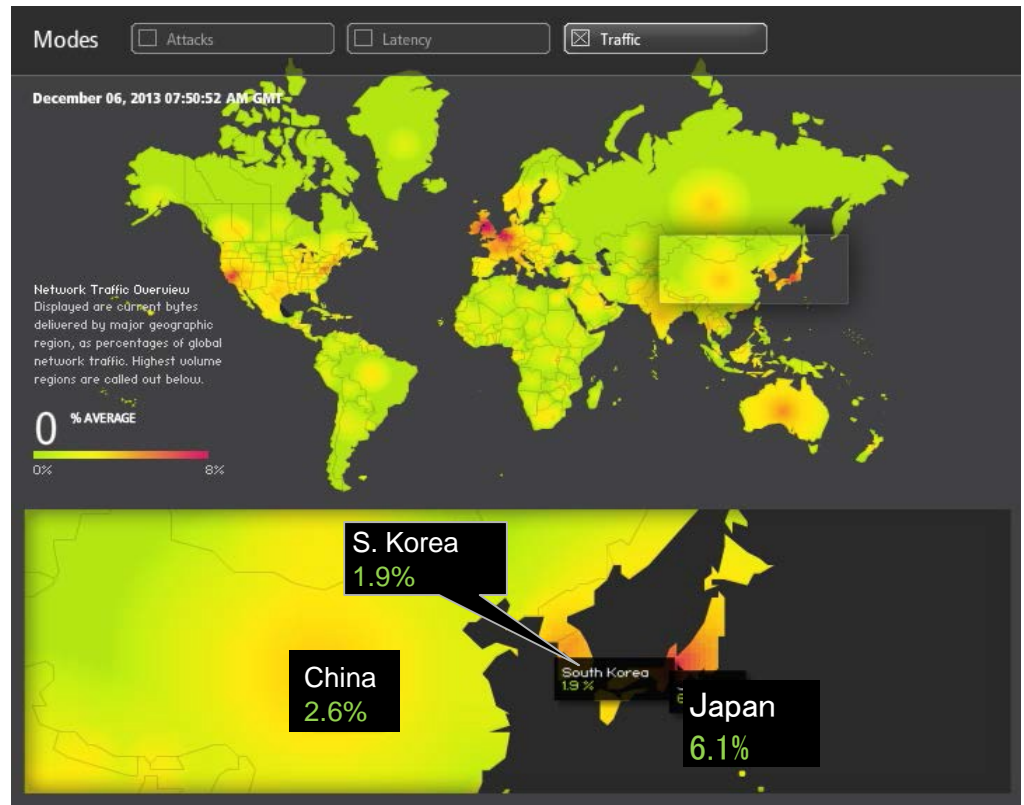 Modes
Attacks
Latency
Traffic
December 06, 2013 07:50:52 AM GMT
Network Traffic Overview
Displayed are current bytes
delivered by major geographic
region, as percentages of global
network traffic. Highest volume
regions are called out below.
0 % AVERAGE
0% 8%
S. Korea
1.9%
China
2.6%
South Korea
1.9 %
Japan
6.1%